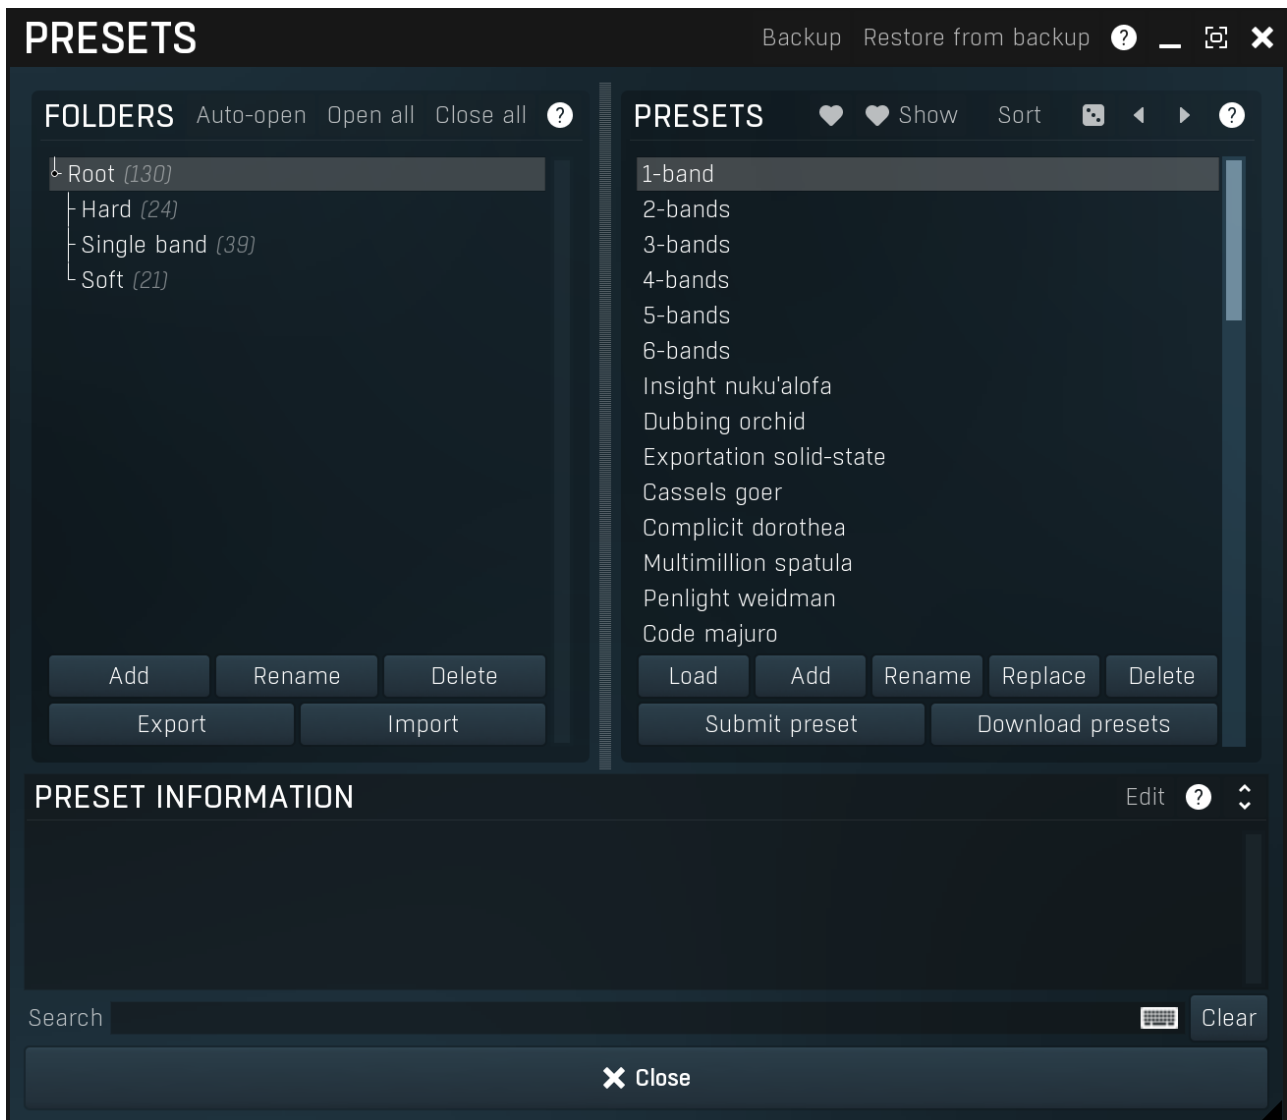 PRESETS Backup Restore from backup ?
FOLDERS Auto-open Open all Close all ?
Root (130)
Hard (24)
Single band (39)
Soft (21)
Add Rename Delete
Export Import
PRESETS Show Sort ?
1-band
2-bands
3-bands
4-bands
5-bands
6-bands
Insight nuku'alofa
Dubbing orchid
Exportation solid-state
Cassels goer
Complicit dorothea
Multimillion spatula
Penlight weidman
Code majuro
Load Add Rename Replace Delete
Submit preset Download presets
PRESET INFORMATION Edit ?
Search Clear
Close